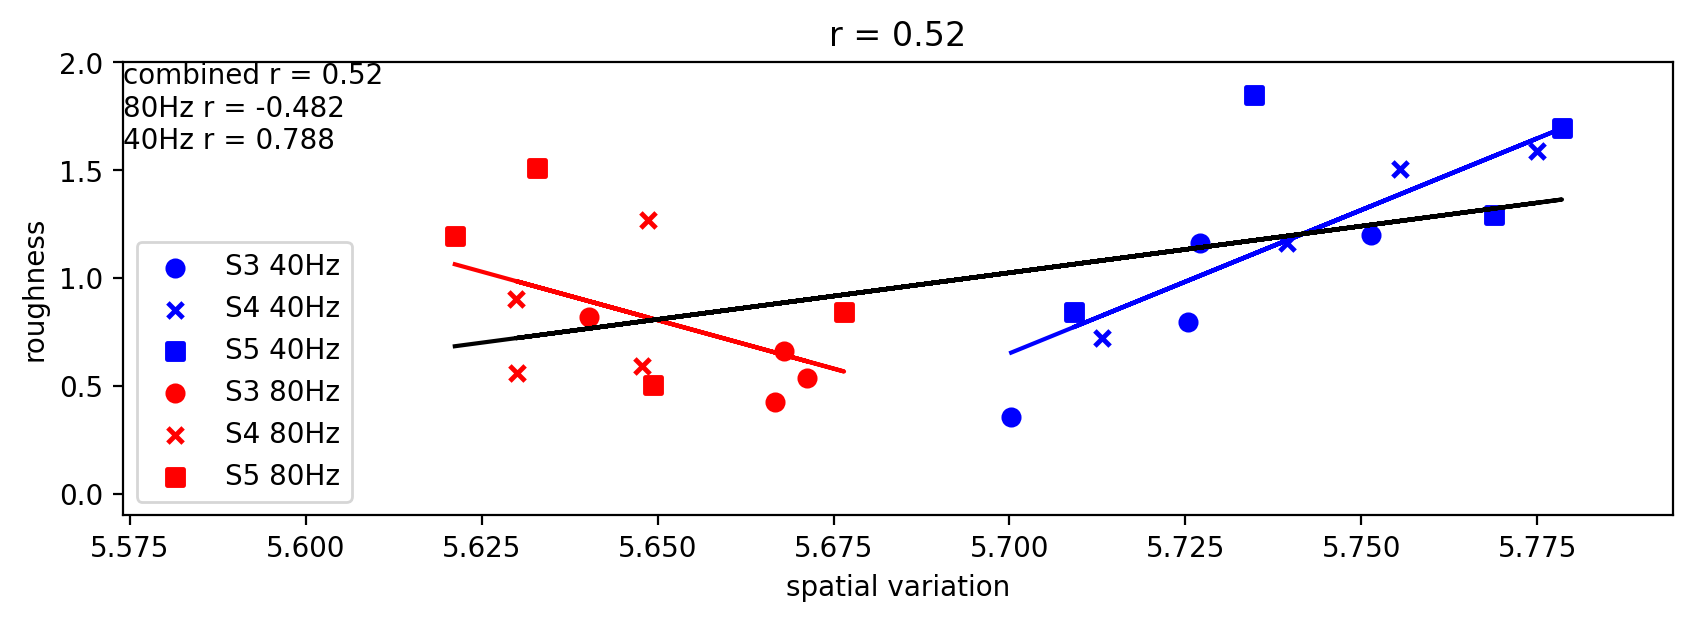 r = 0.52
combined r = 0.52
80Hz r = -0.482
40Hz r = 0.788
roughness
2.0
1.5
1.0
0.5
0.0
S3 40Hz
S4 40Hz
S5 40Hz
S3 80Hz
S4 80Hz
S5 80Hz
5.575 5.600 5.625 5.650 5.675 5.700 5.725 5.750 5.775
spatial variation